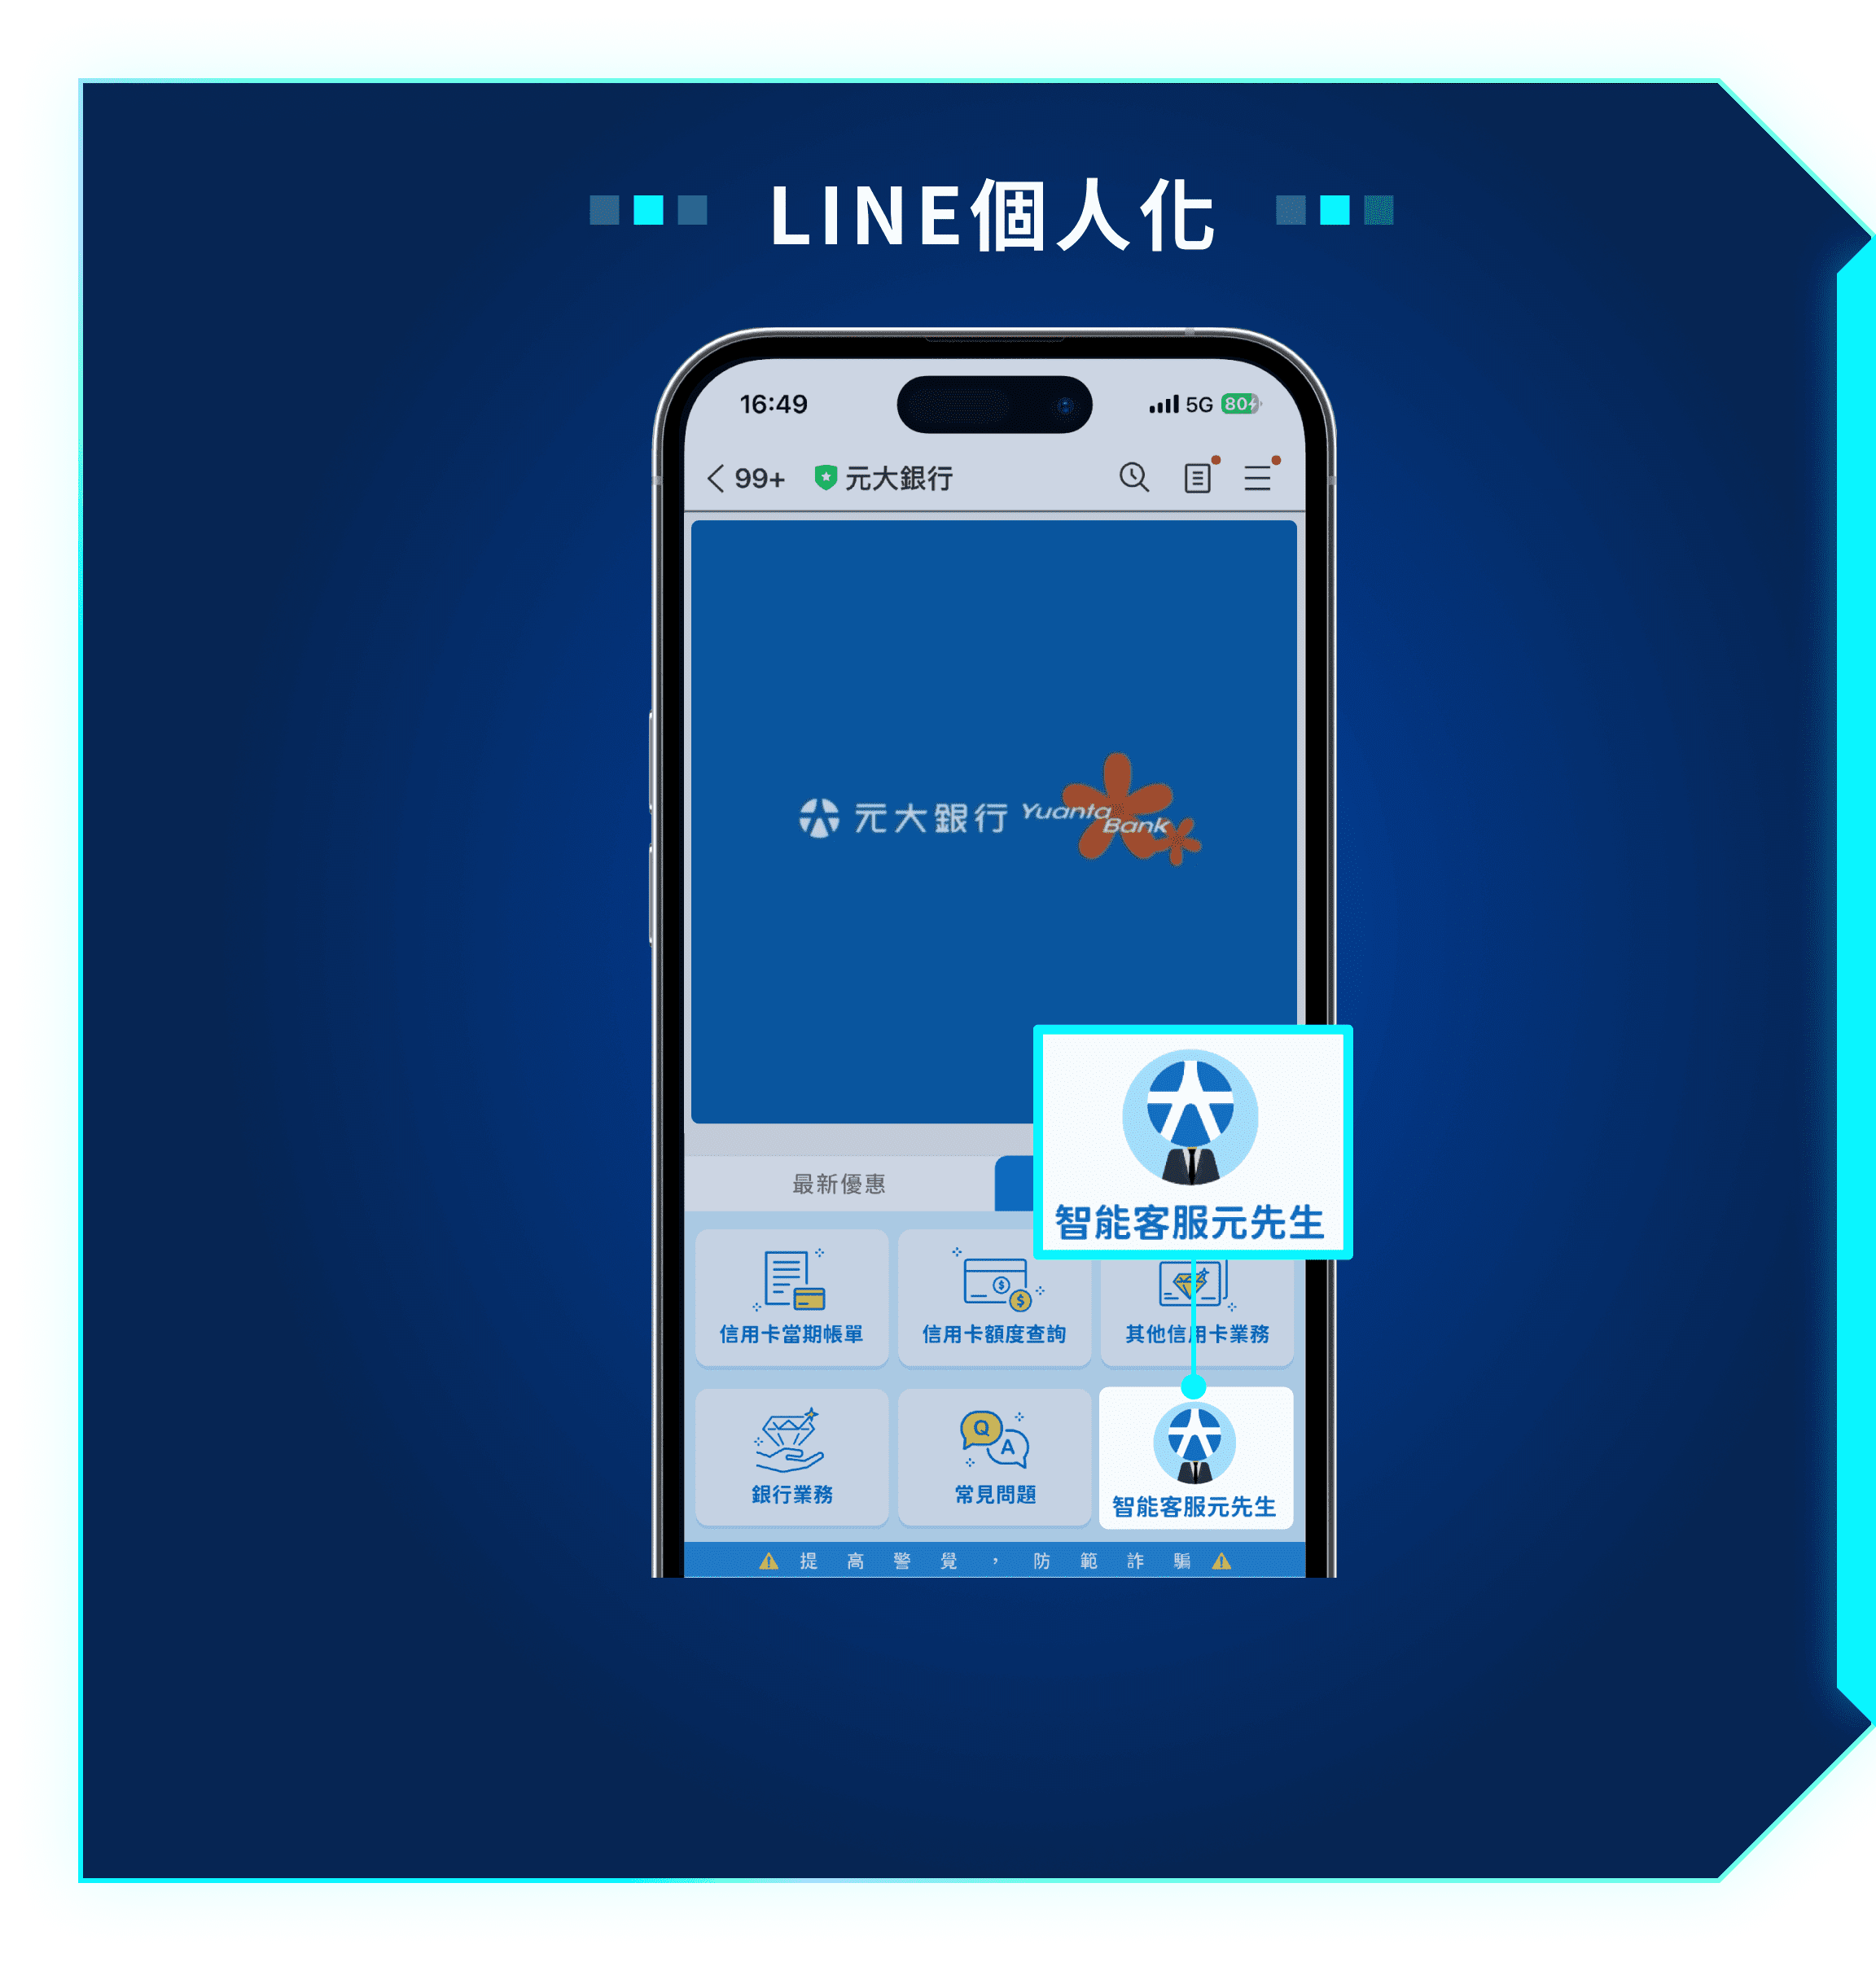 LINE個人化
16:49
5G 80
99+ 元大銀行
元大銀行 Yuanta Bank
智能客服元先生
最新優惠
$
$
信用卡當期帳單 信用卡額度查詢 其他信用卡業務
Q
A
銀行業務 常見問題 智能客服元先生
提高警覺,防範詐騙